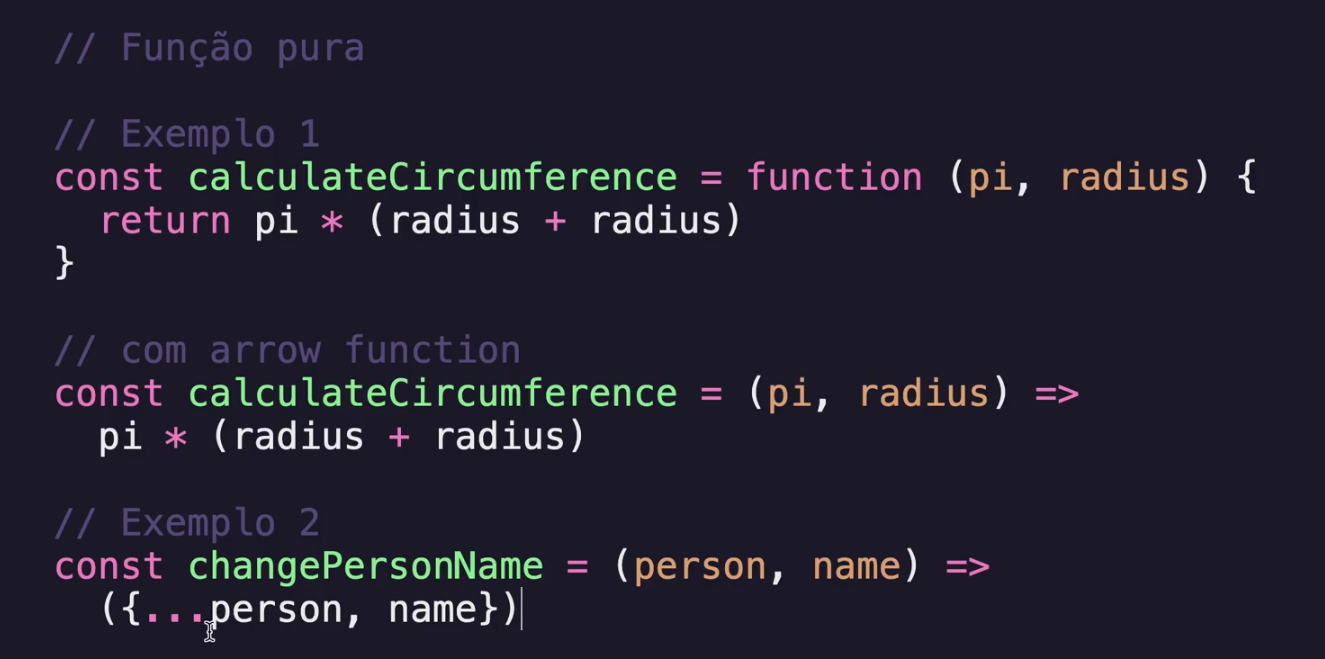 // Função pura
// Exemplo 1
const calculateCircumference = function (pi, radius) {
return pi * (radius + radius)
}
// com arrow function
const calculateCircumference = (pi, radius) =>
pi * (radius + radius)
// Exemplo 2
const changePersonName = (person, name) =>
({...person, name})